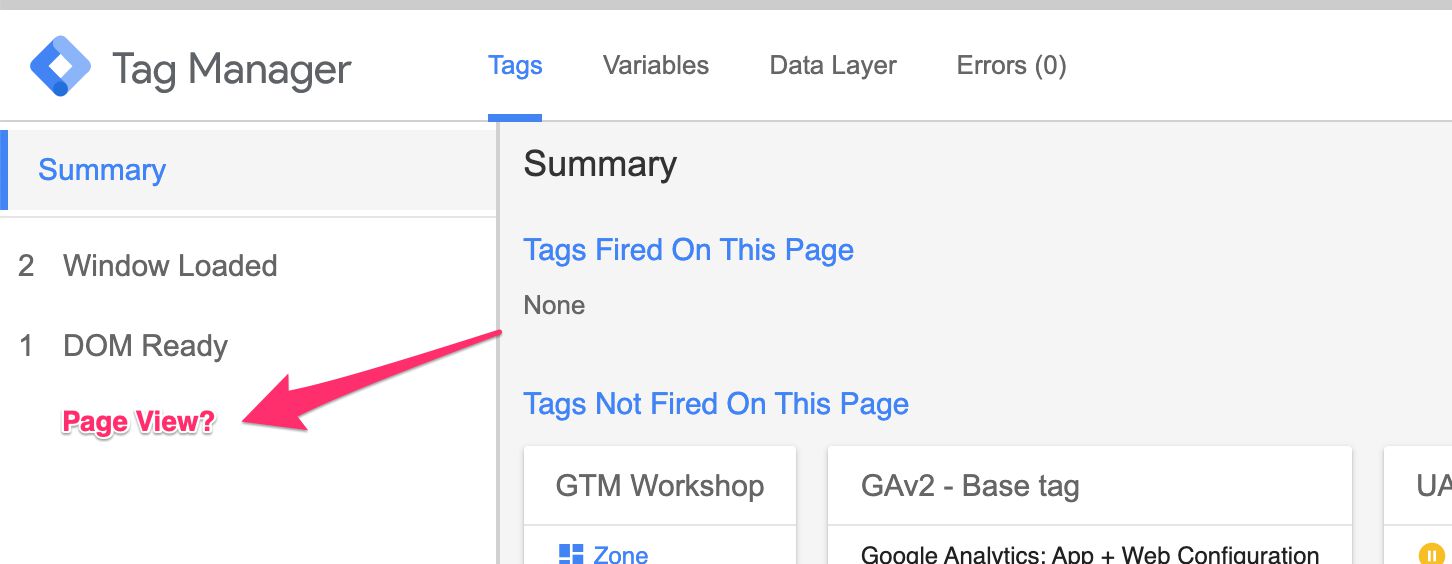 Tag Manager
Tags
Variables
Data Layer
Errors (0)
Summary
2 Window Loaded
1 DOM Ready
Page View?
Summary
Tags Fired On This Page
None
Tags Not Fired On This Page
GTM Workshop
Zone
GAv2 - Base tag
Google Analytics: App + Web Configuration
UA